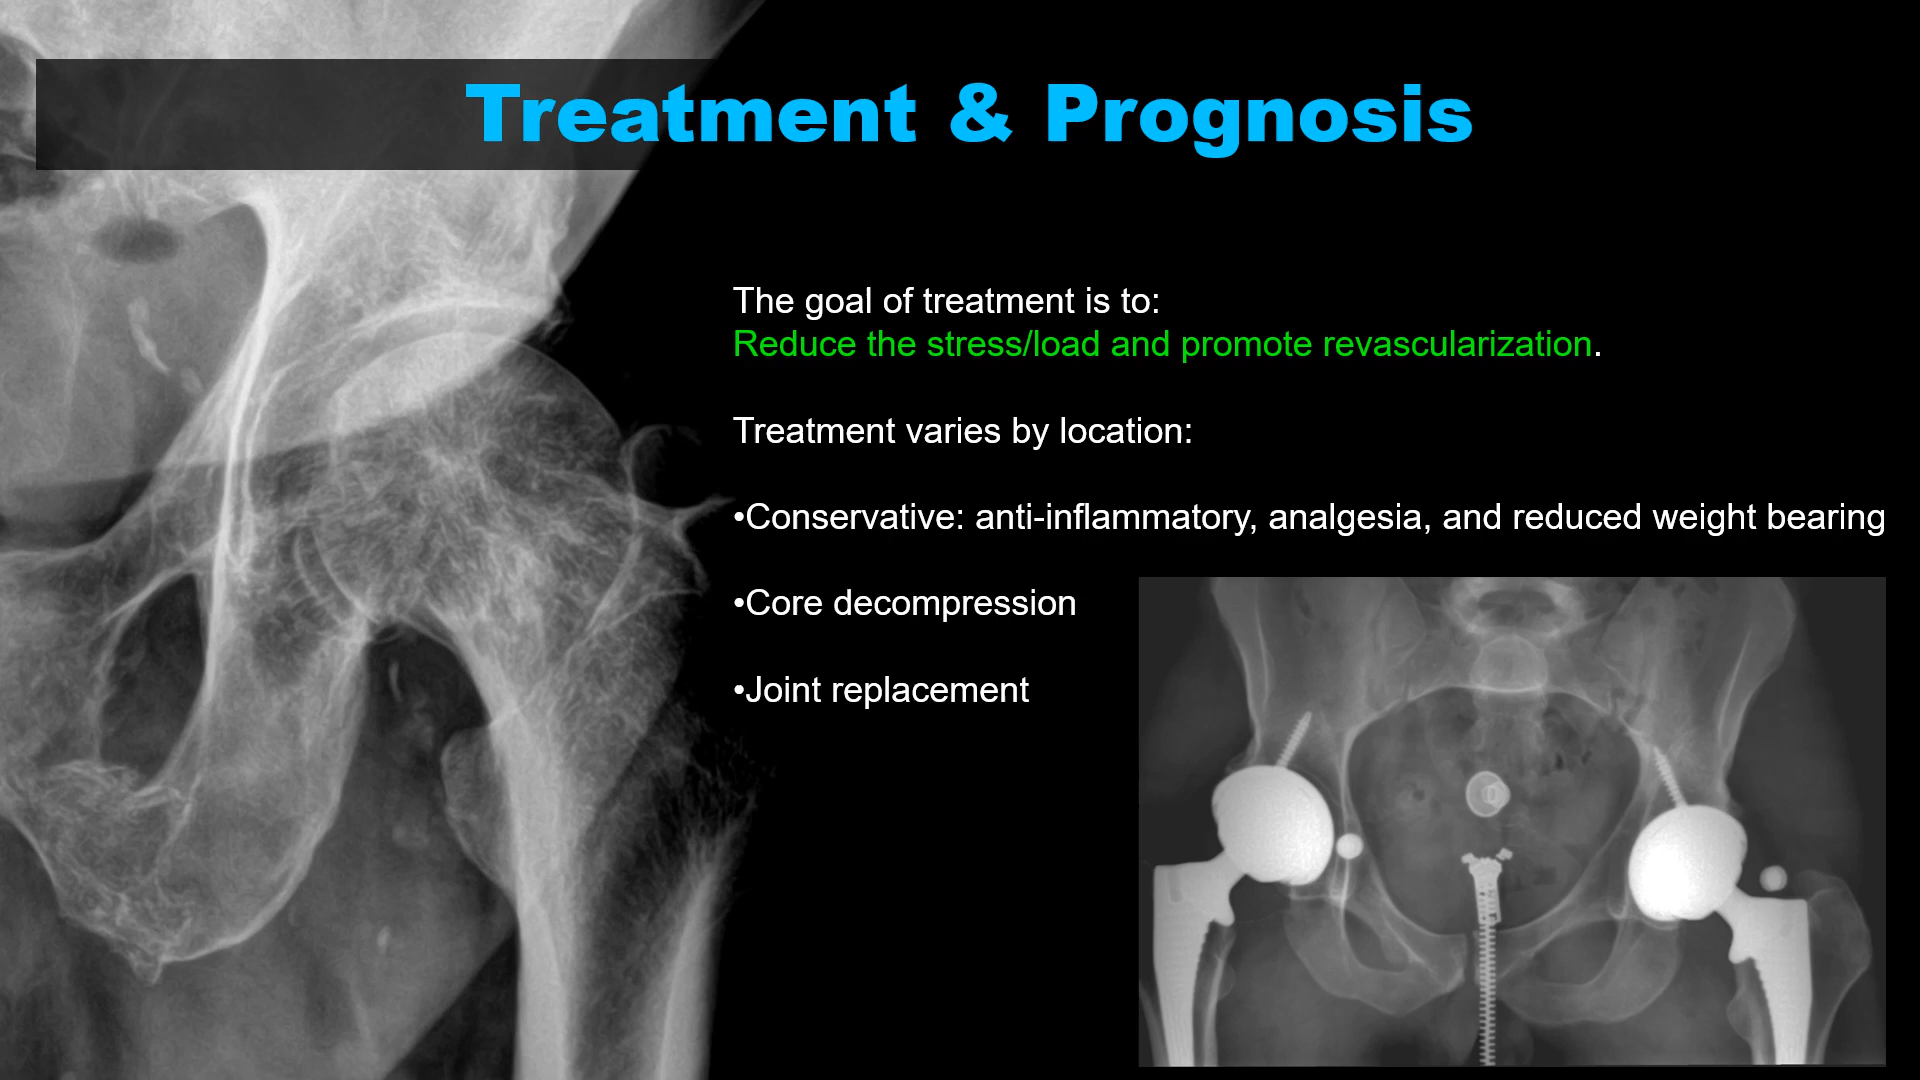 Treatment & Prognosis
The goal of treatment is to:
Reduce the stress/load and promote revascularization.
Treatment varies by location:
•Conservative: anti-inflammatory, analgesia, and reduced weight bearing
•Core decompression
•Joint replacement